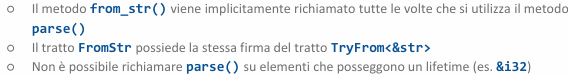 ○ Il metodo from_str() viene implicitamente richiamato tutte le volte che si utilizza il metodo
parse()
○ Il tratto FromStr possiede la stessa firma del tratto TryFrom<&str>
○ Non è possibile richiamare parse() su elementi che posseggono un lifetime (es. &i32)